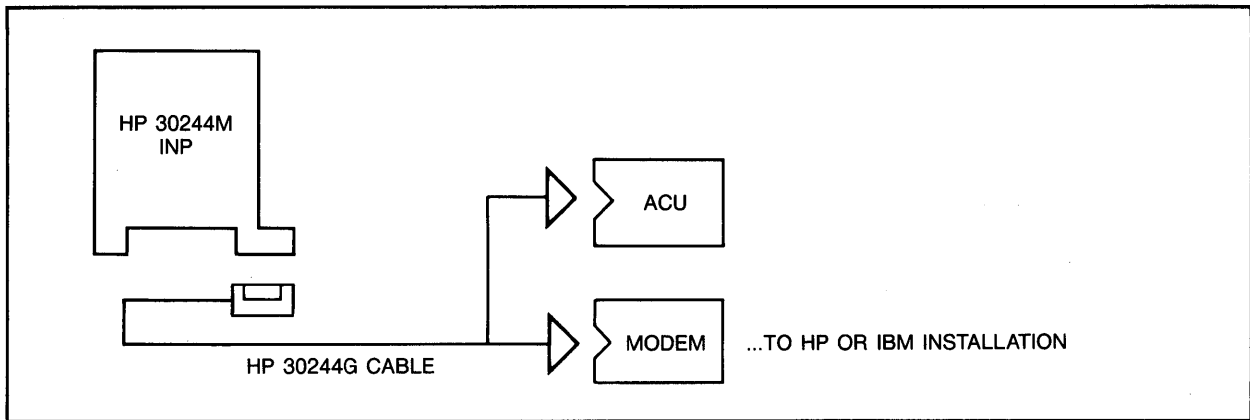 HP 30244M
INP
ACU
MODEM
...TO HP OR IBM INSTALLATION
HP 30244G CABLE